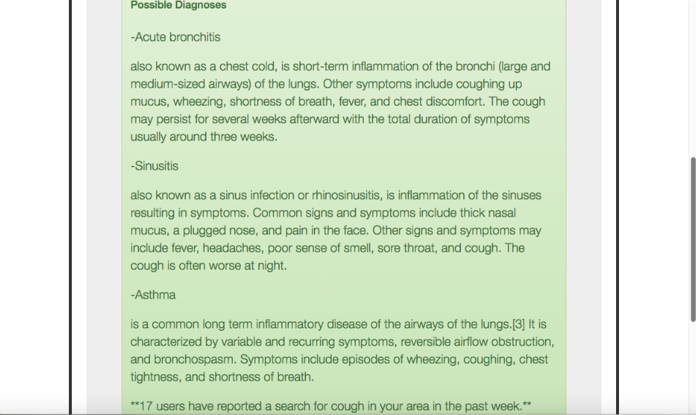 Possible Diagnoses
-Acute bronchitis
also known as a chest cold, is short-term inflammation of the bronchi (large and
medium-sized airways) of the lungs. Other symptoms include coughing up
mucus, wheezing, shortness of breath, fever, and chest discomfort. The cough
may persist for several weeks afterward with the total duration of symptoms
usually around three weeks.
-Sinusitis
also known as a sinus infection or rhinosinusitis, is inflammation of the sinuses
resulting in symptoms. Common signs and symptoms include thick nasal
mucus, a plugged nose, and pain in the face. Other signs and symptoms may
include fever, headaches, poor sense of smell, sore throat, and cough. The
cough is often worse at night.
-Asthma
is a common long term inflammatory disease of the airways of the lungs.[3] It is
characterized by variable and recurring symptoms, reversible airflow obstruction,
and bronchospasm. Symptoms include episodes of wheezing, coughing, chest
tightness, and shortness of breath.
**17 users have reported a search for cough in your area in the past week.**